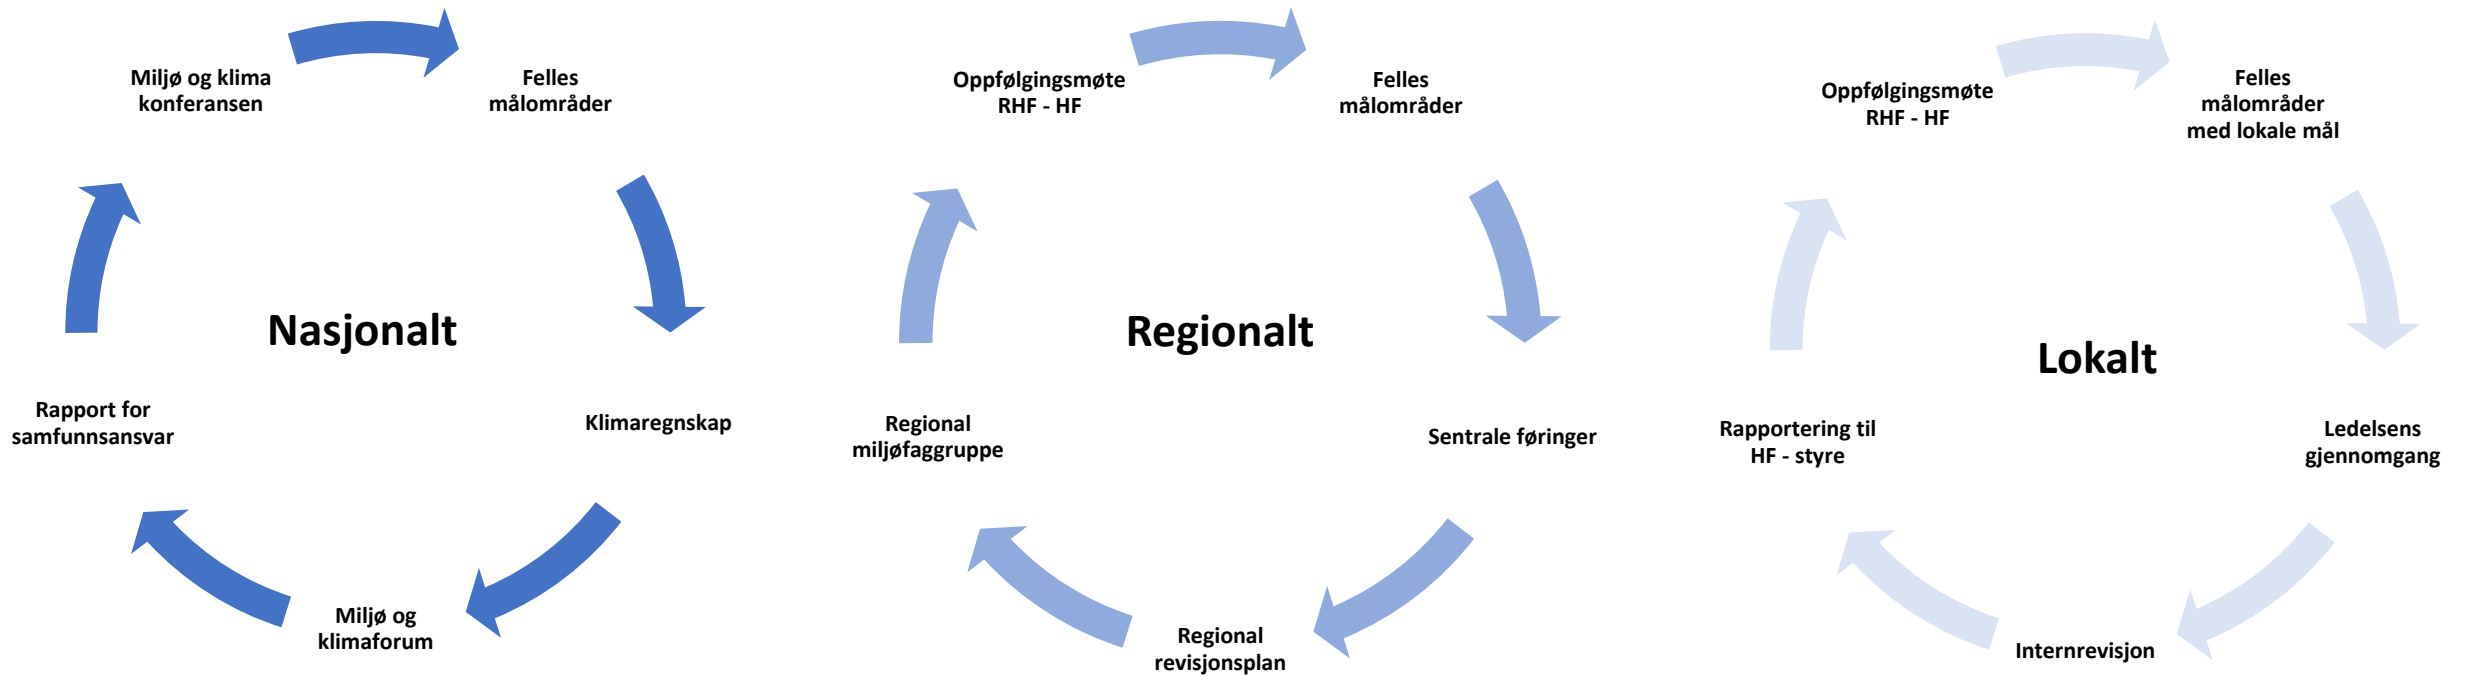 Miljø og klima
konferansen
Felles
målområder
Nasjonalt
Klimaregnskap
Miljø og
klimaforum
Rapport for
samfunnsansvar
Oppfølgingsmøte
RHF - HF
Felles
målområder
Regionalt
Sentrale føringer
Regional
revisjonsplan
Regional
miljøfaggruppe
Oppfølgingsmøte
RHF - HF
Felles
målområder
med lokale mål
Lokalt
Ledelsens
gjennomgang
Internrevisjon
Rapportering til
HF - styre